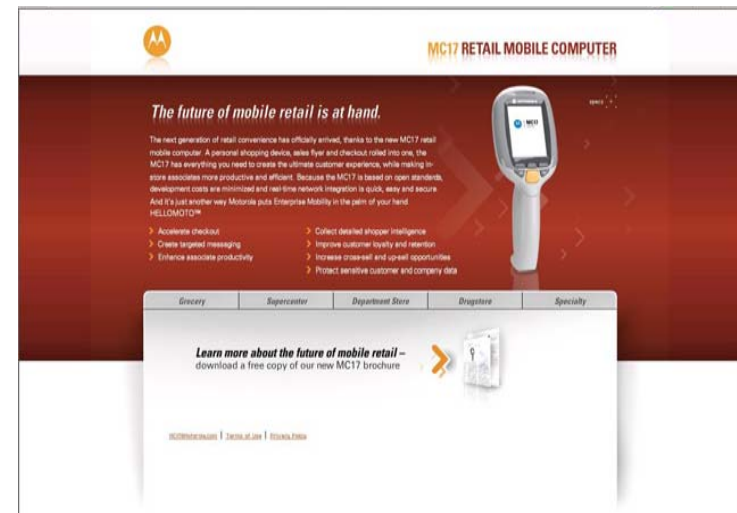 MC17 RETAIL MOBILE COMPUTER
The future of mobile retail is at hand.
specs [+]
The next generation of retail convenience has officially arrived, thanks to the new MC17 retail
mobile computer. A personal shopping device, sales flyer and checkout rolled into one, the
MC17 has everything you need to create the ultimate customer experience, while making in-
store associates more productive and efficient. Because the MC17 is based on open standards,
development costs are minimized and real-time network integration is quick, easy and secure.
And it's just another way Motorola puts Enterprise Mobility in the palm of your hand.
HELLOMOTO™
Accelerate checkout
Create targeted messaging
Enhance associate productivity
Collect detailed shopper intelligence
Improve customer loyalty and retention
Increase cross-sell and up-sell opportunities
Protect sensitive customer and company data
Grocery | Supercenter | Department Store | Drugstore | Specialty
Learn more about the future of mobile retail –
download a free copy of our new MC17 brochure
Terms of Use | Privacy Policy